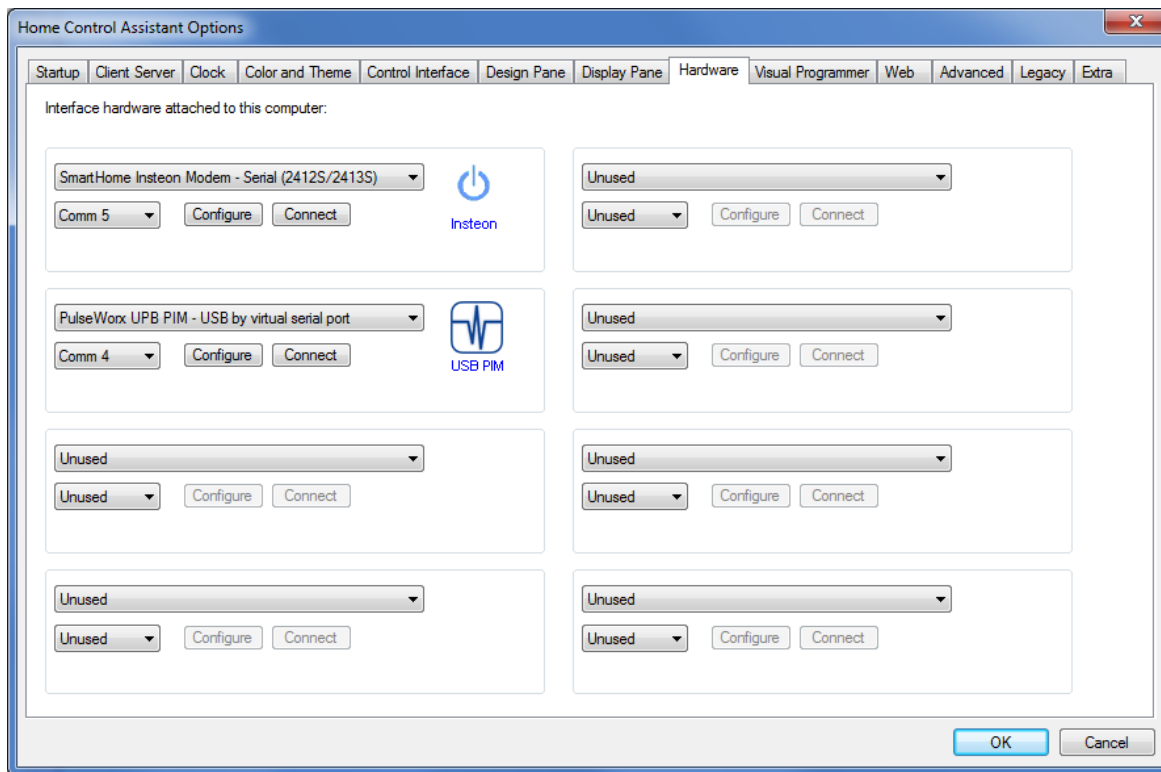 Home Control Assistant Options
Startup Client Server Clock Color and Theme Control Interface Design Pane Display Pane Hardware Visual Programmer Web Advanced Legacy Extra
Interface hardware attached to this computer:
SmartHome Insteon Modem - Serial (2412S/2413S)
Comm 5 Configure Connect
Insteon
Unused
Unused Configure Connect
PulseWorx UPB PIM - USB by virtual serial port
Comm 4 Configure Connect
USB PIM
Unused
Unused Configure Connect
Unused
Unused Configure Connect
Unused
Unused Configure Connect
Unused
Unused Configure Connect
Unused
Unused Configure Connect
OK Cancel